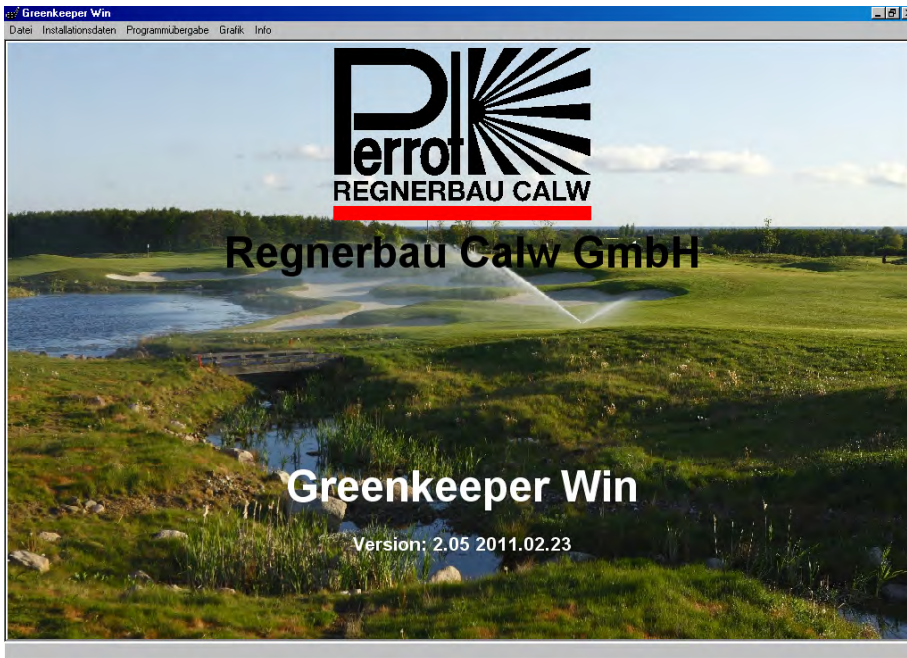 Greenkeeper Win
Datei Installationsdaten Programmübergabe Grafik Info
Perrot
REGNERBAU CALW
Regnerbau Calw GmbH
Greenkeeper Win
Version: 2.05 2011.02.23